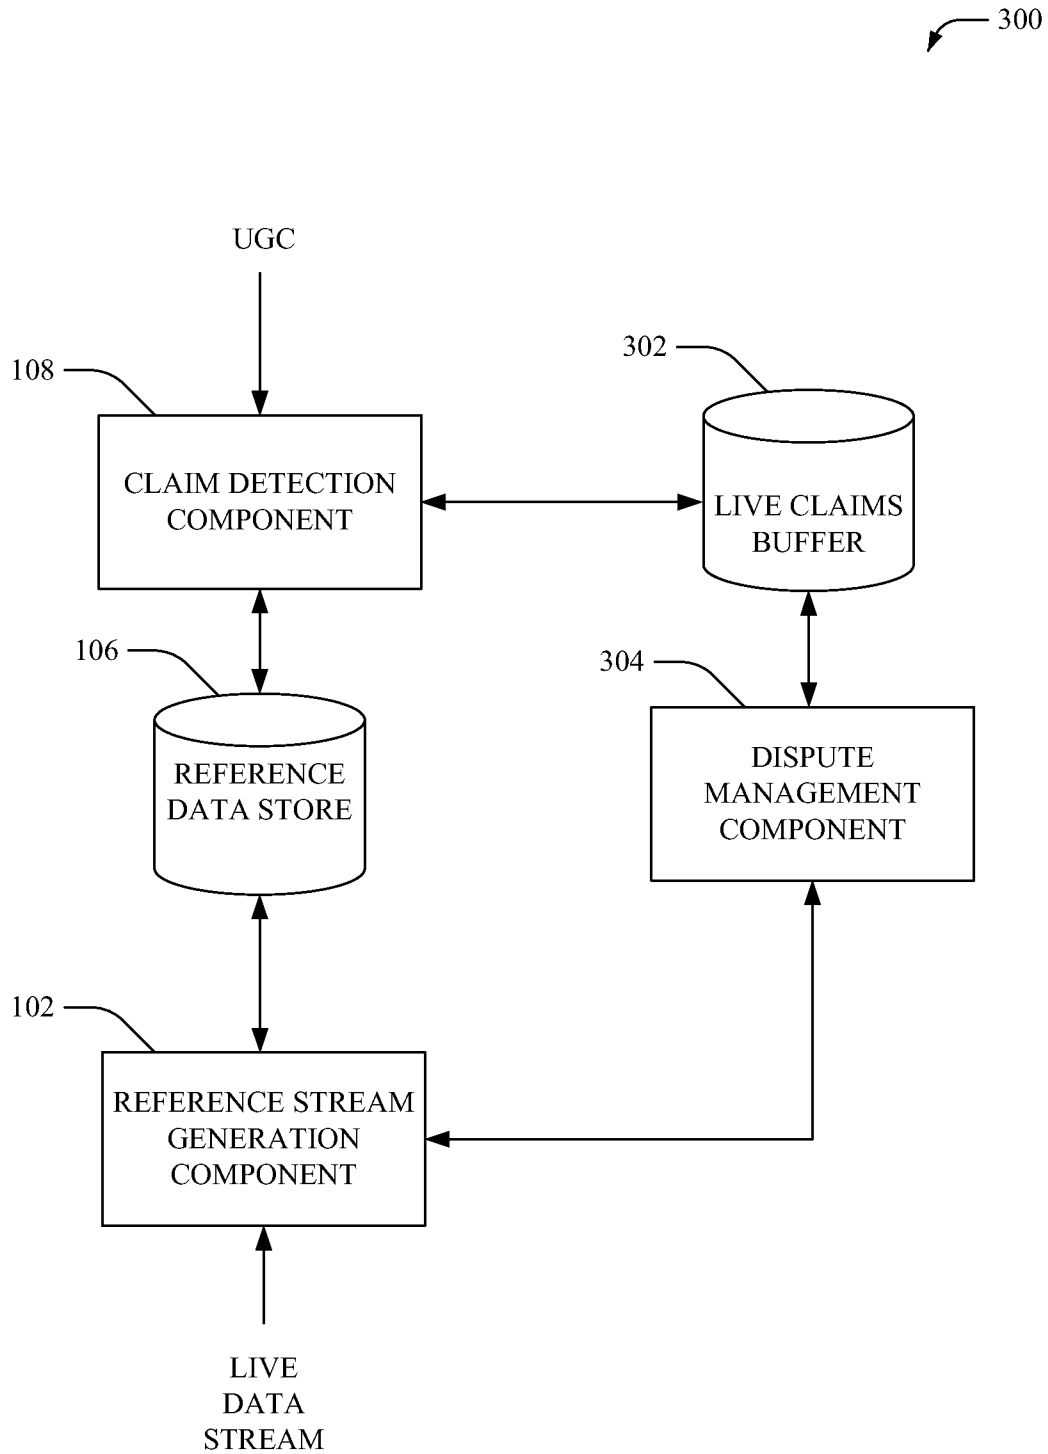 300
UGC
108
302
CLAIM DETECTION
COMPONENT
LIVE CLAIMS
BUFFER
106
304
REFERENCE
DATA STORE
DISPUTE
MANAGEMENT
COMPONENT
102
REFERENCE STREAM
GENERATION
COMPONENT
LIVE
DATA
STREAM